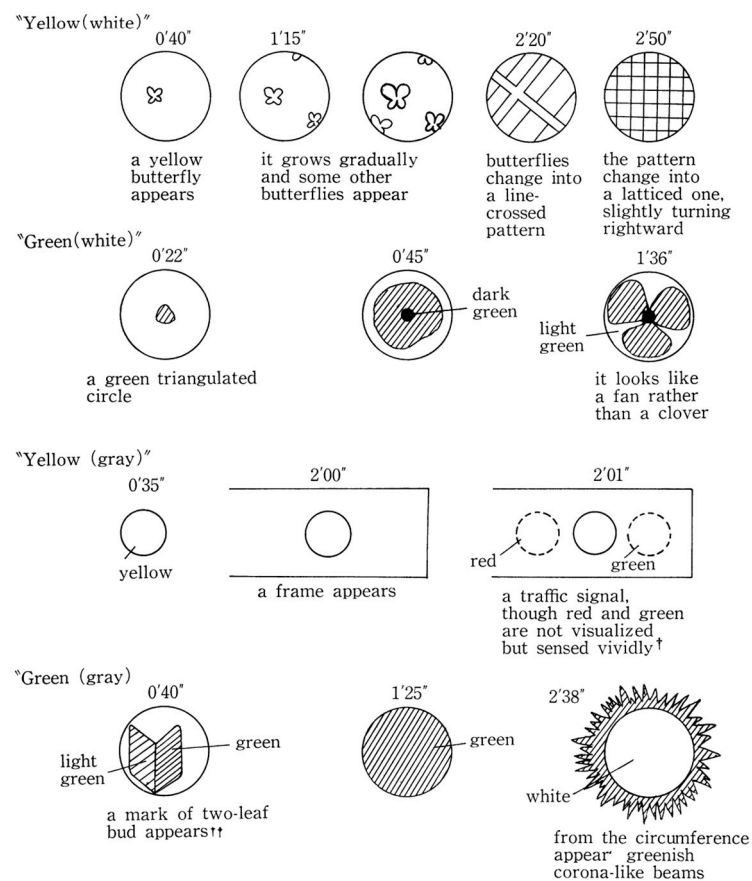 "Yellow(white)"
0'40"
1'15"
2'20"
2'50"
a yellow
butterfly
appears
it grows gradually
and some other
butterflies appear
butterflies
change into
a line-
crossed
pattern
the pattern
change into
a latticed one,
slightly turning
rightward
"Green(white)"
0'22"
0'45"
1'36"
dark
green
light
green
a green triangulated
circle
it looks like
a fan rather
than a clover
"Yellow (gray)"
0'35"
2'00"
2'01"
yellow
red
green
a frame appears
a traffic signal,
though red and green
are not visualized
but sensed vividly†
"Green (gray)
0'40"
1'25"
2'38"
green
light
green
green
white
a mark of two-leaf
bud appears††
from the circumference
appear greenish
corona-like beams